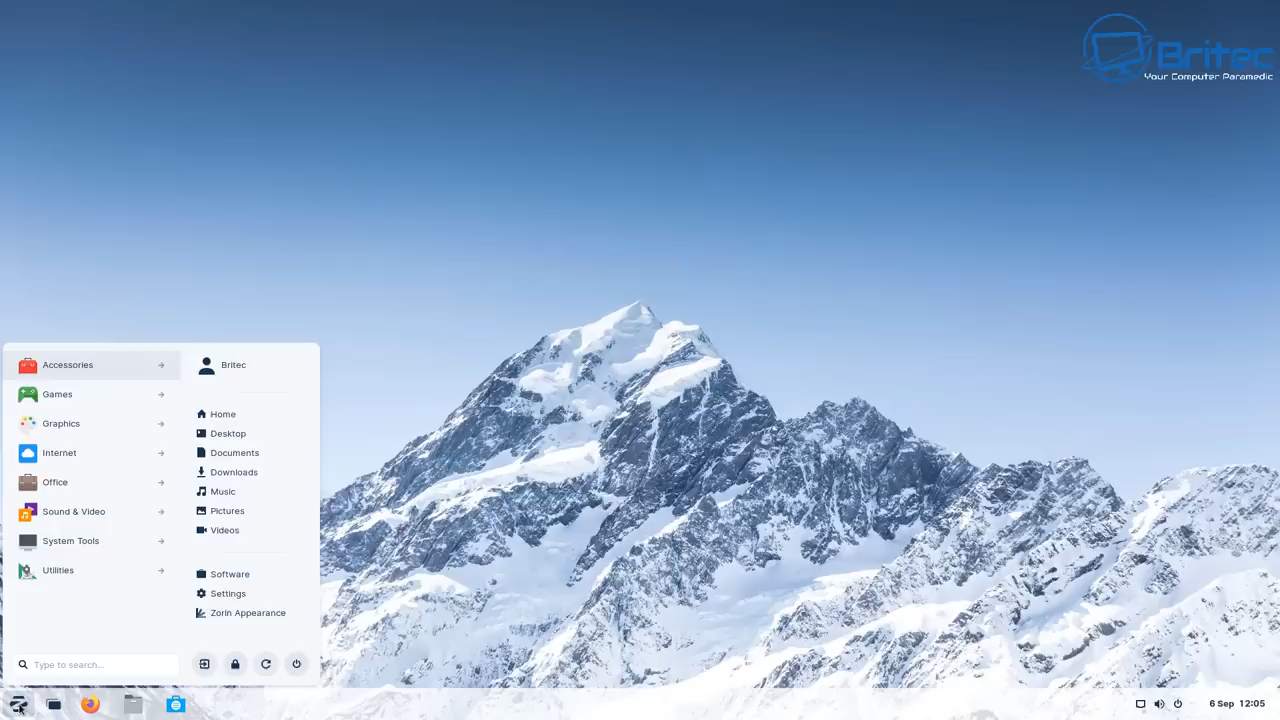 Britec
Your Computer Paramedic
Accessories
Games
Graphics
Internet
Office
Sound & Video
System Tools
Utilities
Type to search...
Britec
Home
Desktop
Documents
Downloads
Music
Pictures
Videos
Software
Settings
Zorin Appearance
6 Sep 12:05